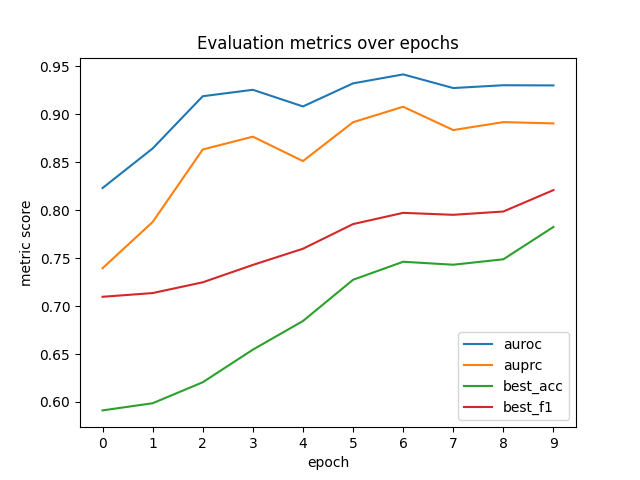 Evaluation metrics over epochs
metric score
0.95
0.90
0.85
0.80
0.75
0.70
0.65
0.60
auroc
auprc
best_acc
best_f1
0 1 2 3 4 5 6 7 8 9
epoch